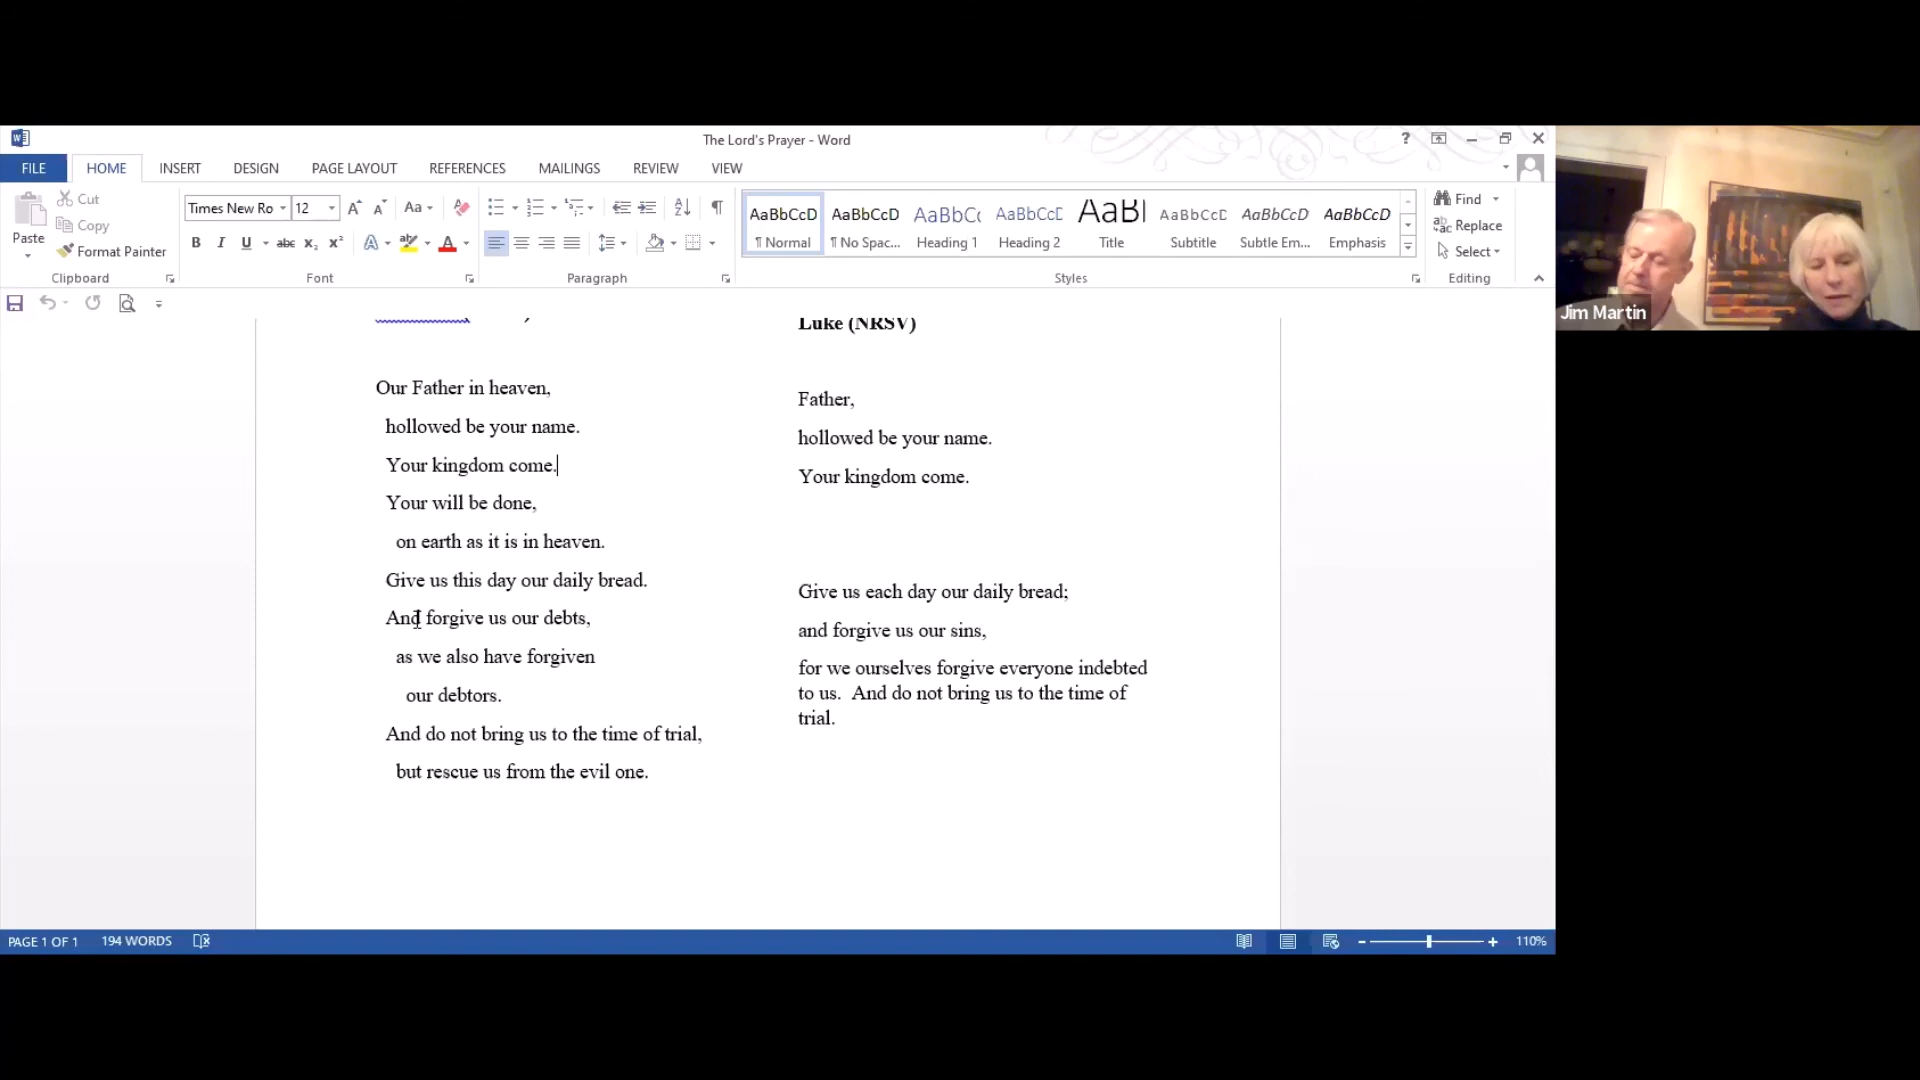 The Lord's Prayer - Word
?
FILE HOME INSERT DESIGN PAGE LAYOUT REFERENCES MAILINGS REVIEW VIEW
Paste
Cut
Copy
Format Painter
Clipboard
Times New Ro 12
Aa
B I U abc x₂ x²
A
Font
Paragraph
AaBbCcD AaBbCcD AaBbCc AaBbCcD AaBl AaBbCcD AaBbCcD AaBbCcD
¶ Normal ¶ No Spac... Heading 1 Heading 2 Title Subtitle Subtle Em... Emphasis
Styles
Find
Replace
Select
Editing
Our Father in heaven,
hollowed be your name.
Your kingdom come.
Your will be done,
on earth as it is in heaven.
Give us this day our daily bread.
And forgive us our debts,
as we also have forgiven
our debtors.
And do not bring us to the time of trial,
but rescue us from the evil one.
Luke (NRSV)
Father,
hollowed be your name.
Your kingdom come.
Give us each day our daily bread;
and forgive us our sins,
for we ourselves forgive everyone indebted
to us. And do not bring us to the time of
trial.
Jim Martin
PAGE 1 OF 1 194 WORDS
110%